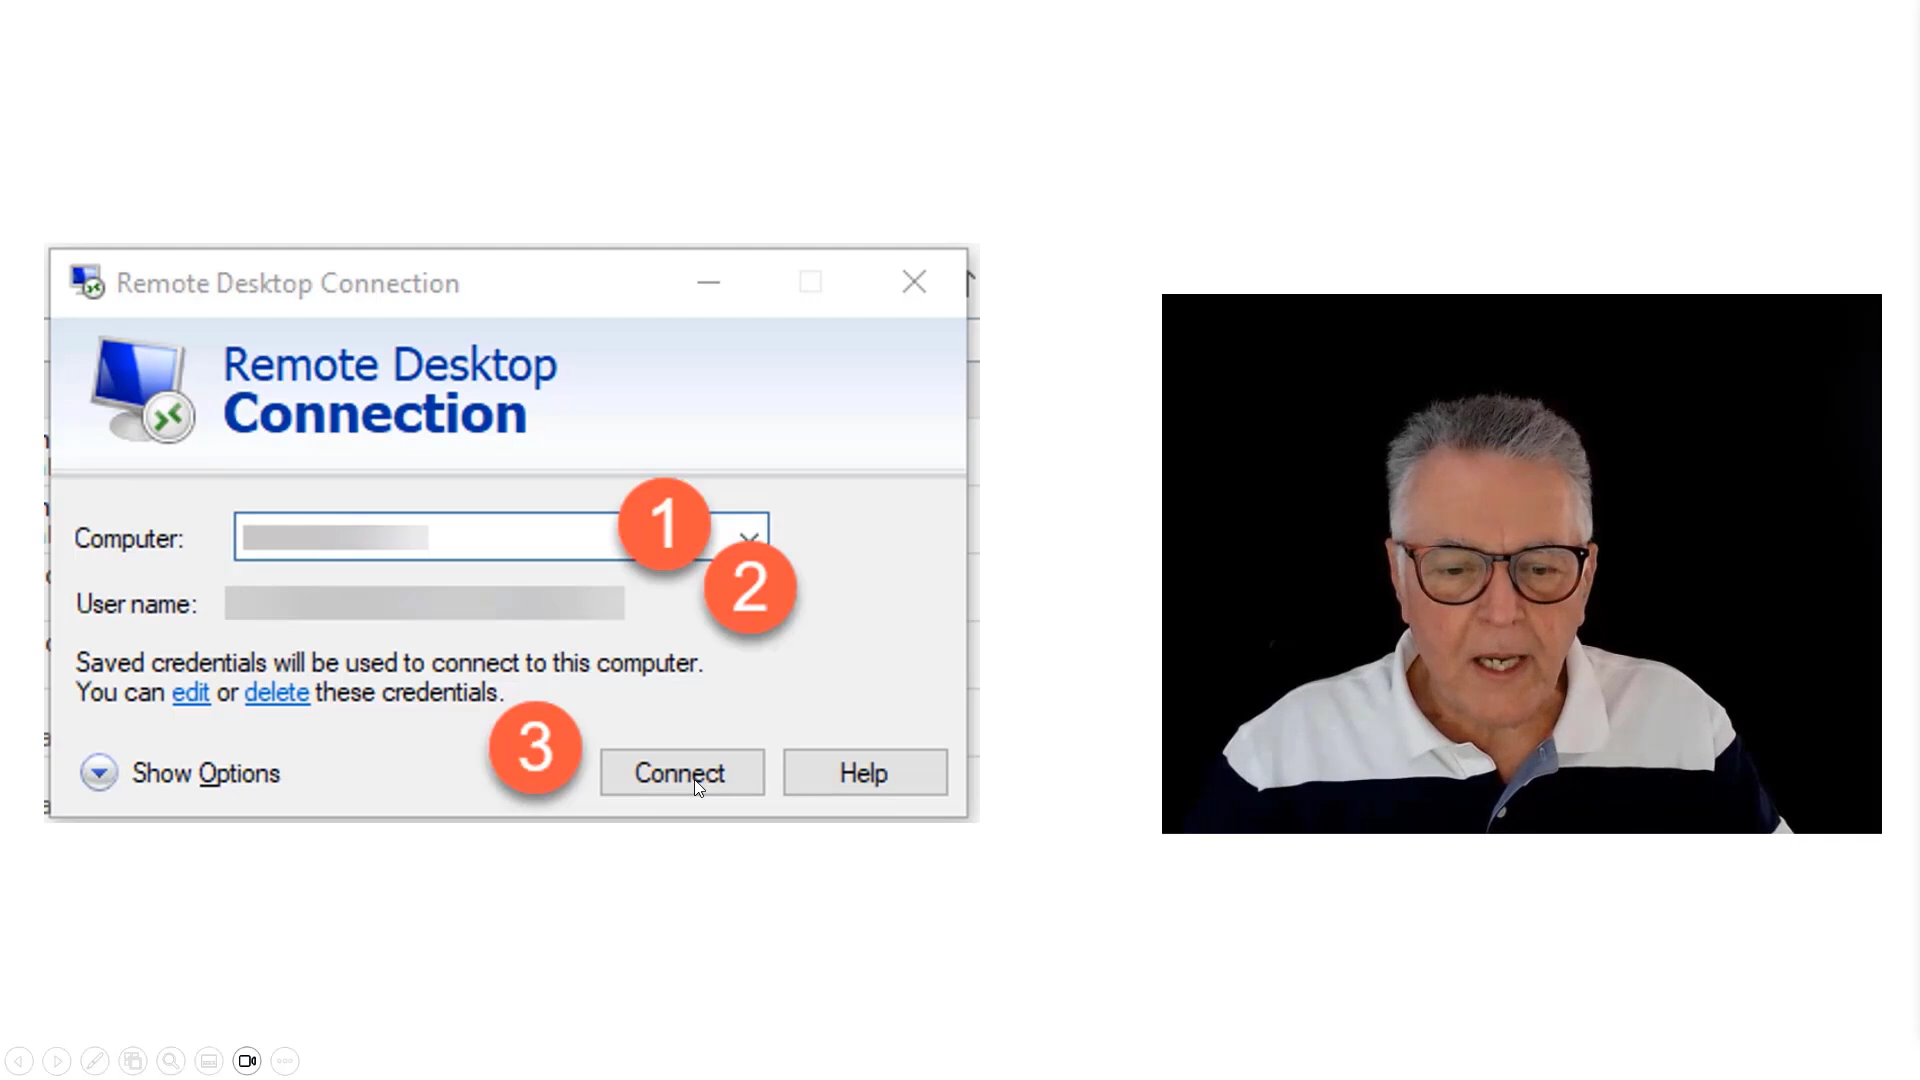 Remote Desktop Connection
Remote Desktop
Connection
Computer:
1
2
User name:
Saved credentials will be used to connect to this computer.
You can edit or delete these credentials.
3
Show Options
Connect
Help